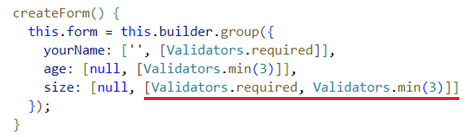 createForm() {
this.form = this.builder.group({
yourName: ['', [Validators.required]],
age: [null, [Validators.min(3)]],
size: [null, [Validators.required, Validators.min(3)]]
});
}